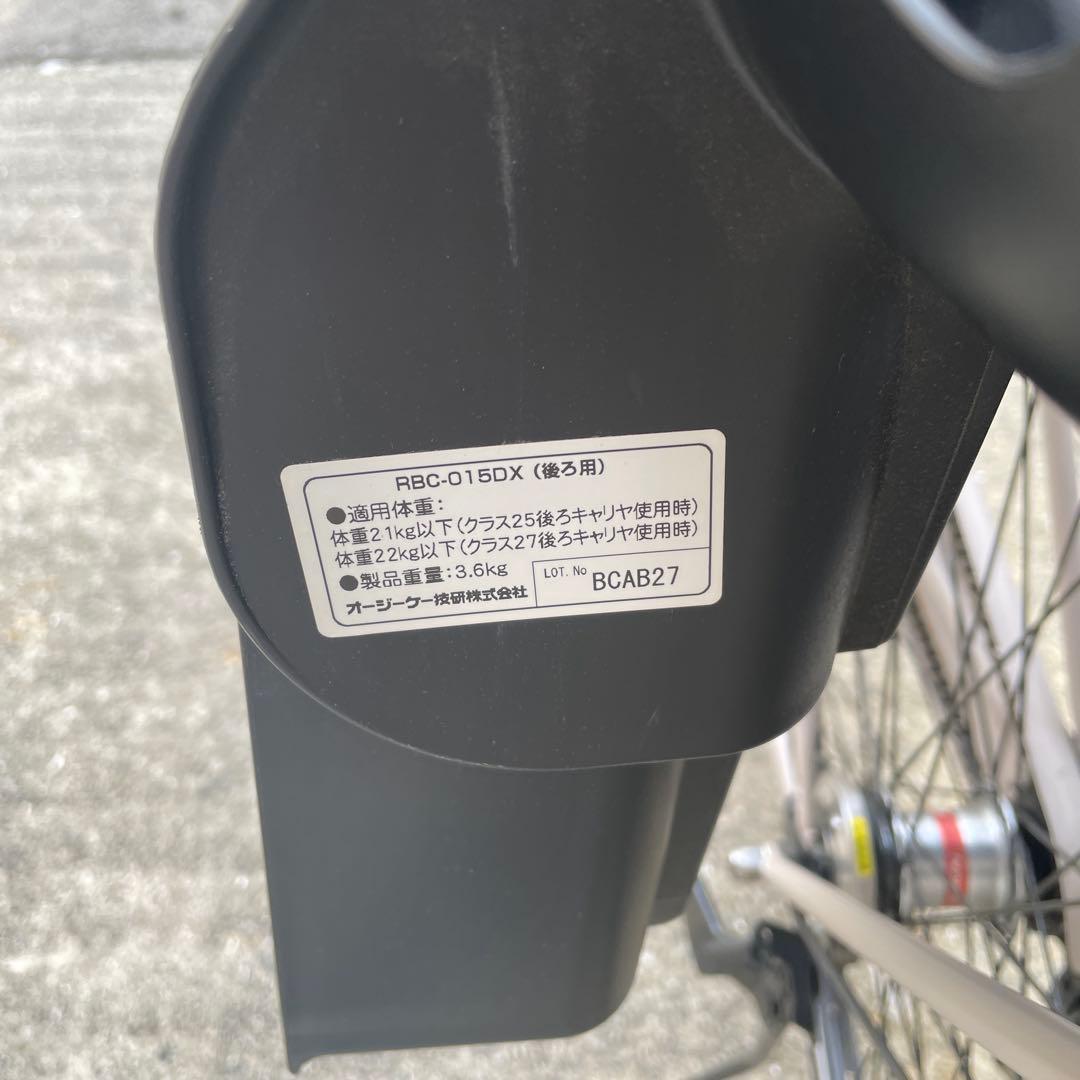 RBC-015DX（後ろ用）
●適用体重：
体重21kg以下（クラス25後ろキャリヤ使用時）
体重22kg以下（クラス27後ろキャリヤ使用時）
●製品重量：3.6kg
オージーケー技研株式会社
LOT. No BCAB27